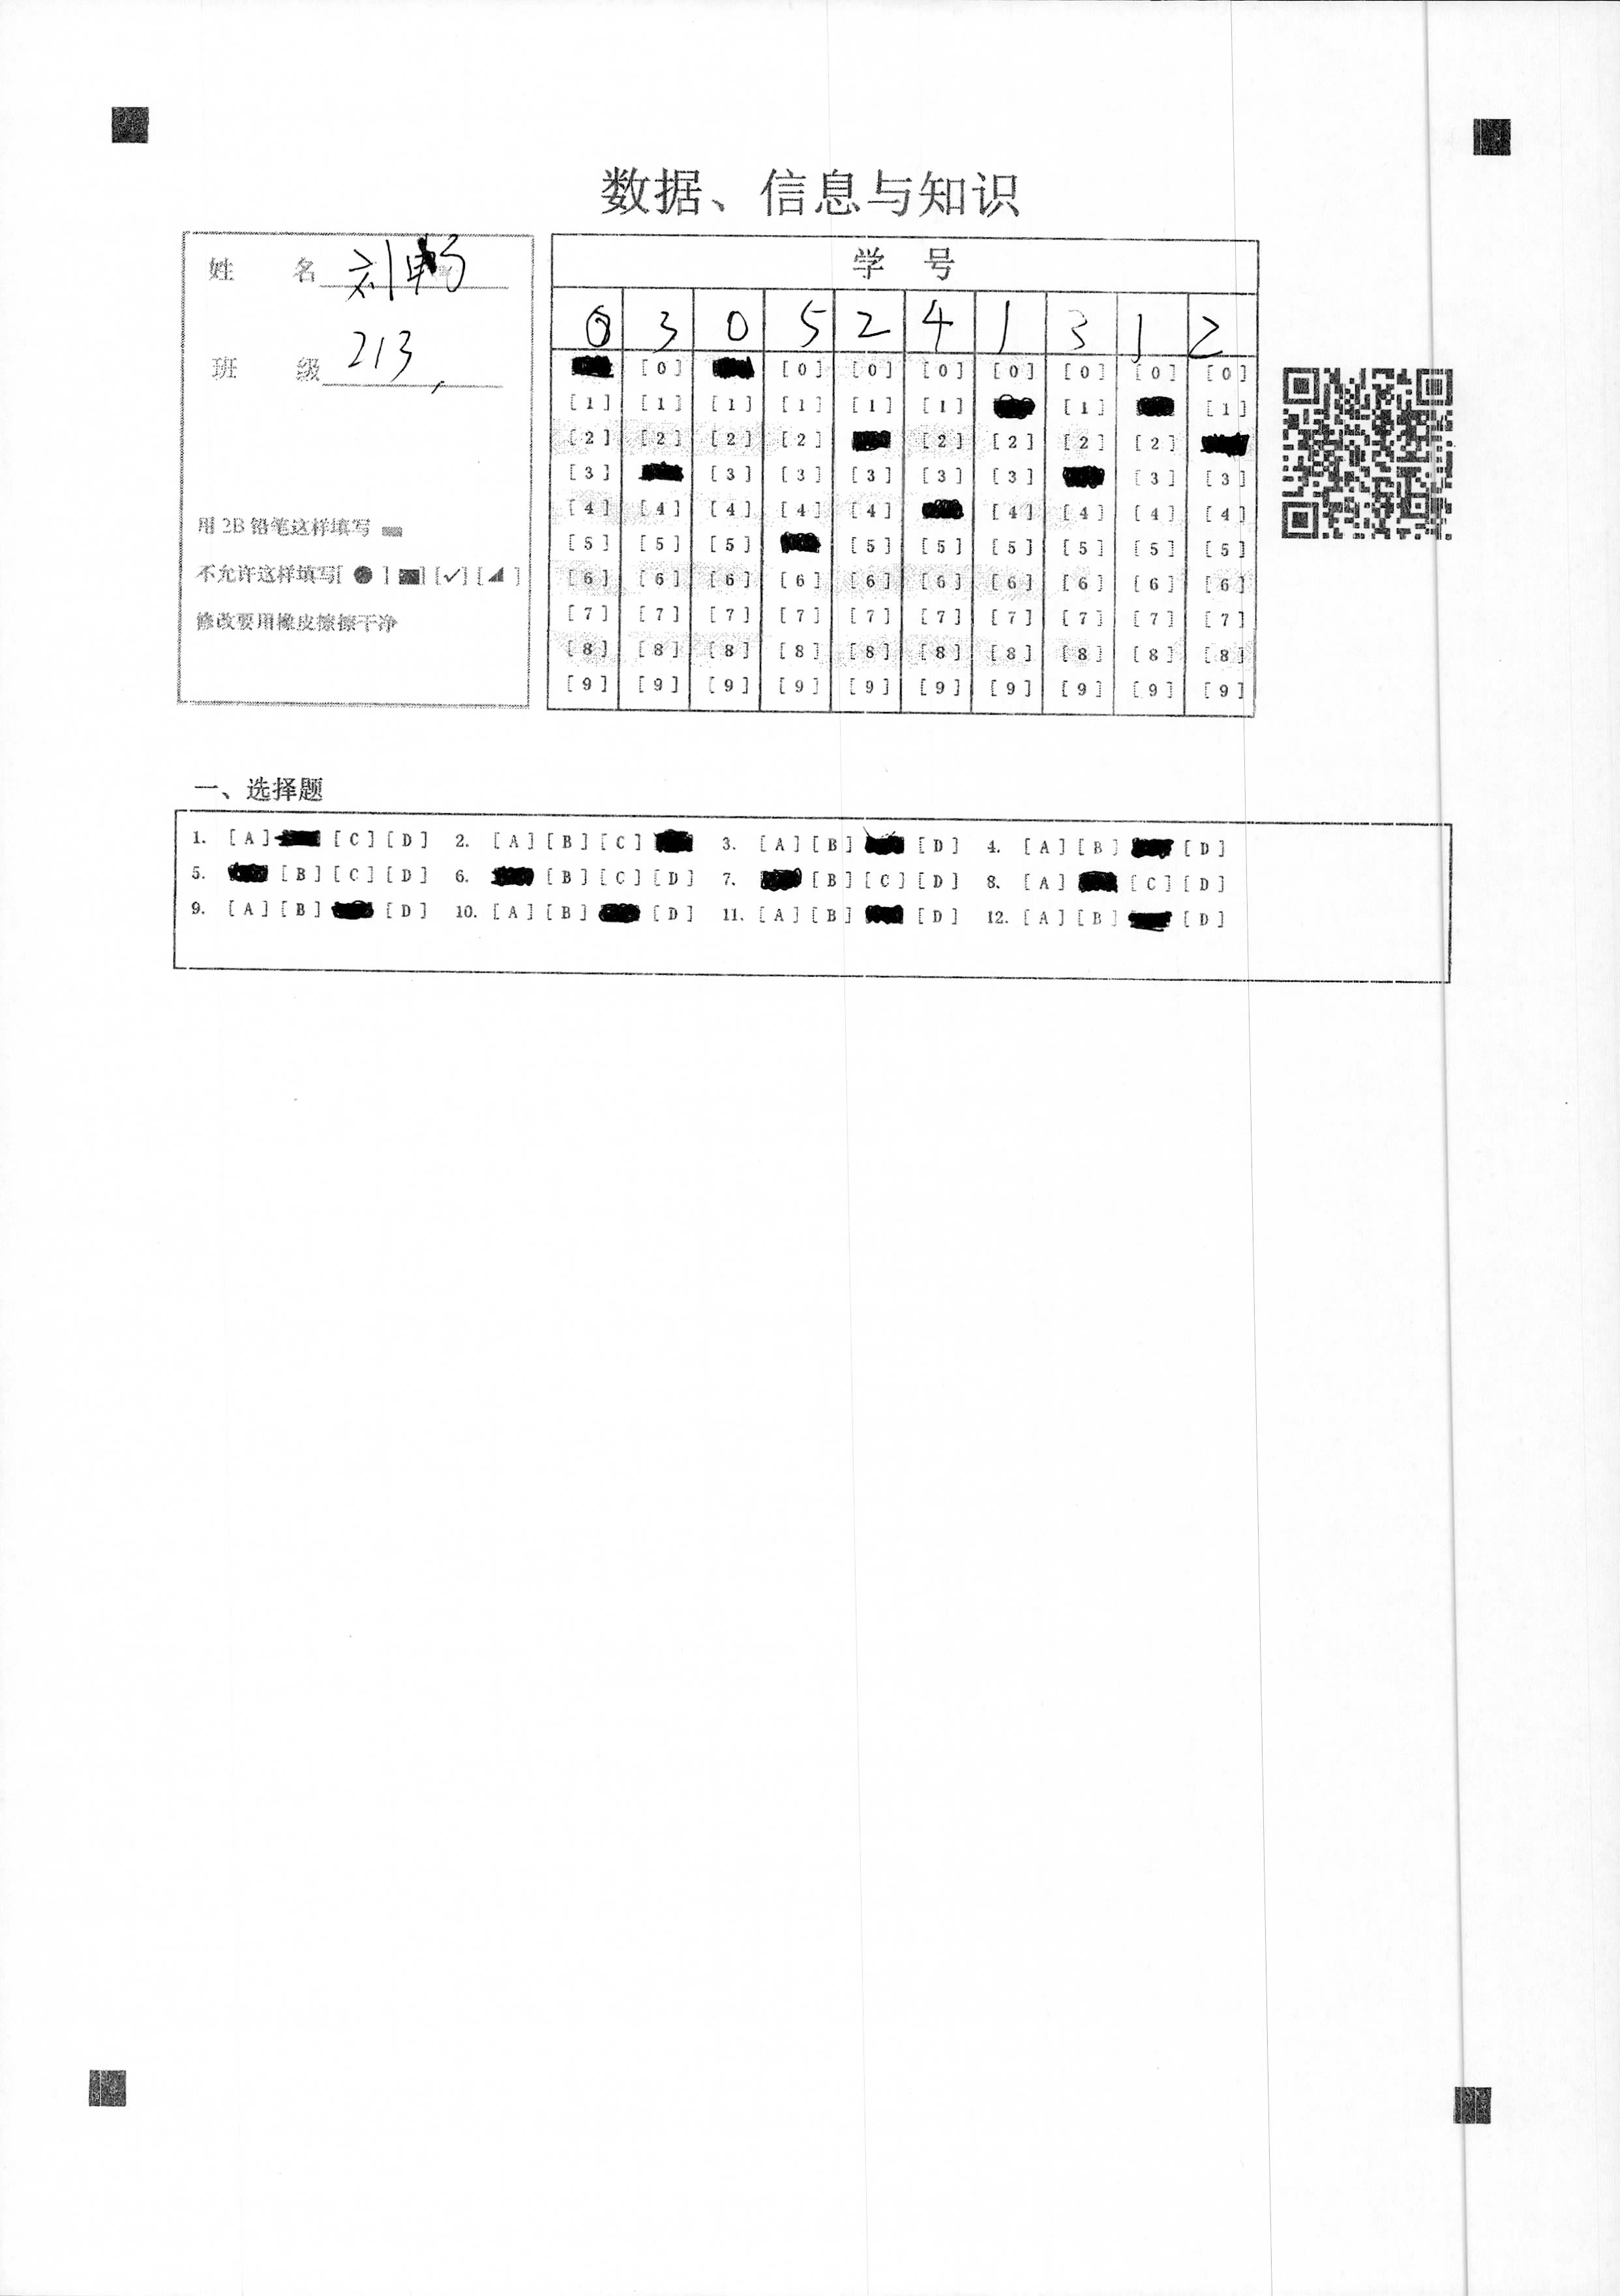 数据、信息与知识
姓 名 刘畅
班 级 213
用 2B 铅笔这样填写
不允许这样填写[ ● ] [■] [✓] [◢ ]
修改要用橡皮擦擦干净
学 号
0 3 0 5 2 4 1 3 1 2
[0] [0] [0] [0] [0] [0] [0] [0]
[1] [1] [1] [1] [1] [1] [1] [1]
[2] [2] [2] [2] [2] [2] [2] [2]
[3] [3] [3] [3] [3] [3] [3] [3]
[4] [4] [4] [4] [4] [4] [4] [4] [4]
[5] [5] [5] [5] [5] [5] [5] [5] [5]
[6] [6] [6] [6] [6] [6] [6] [6] [6] [6]
[7] [7] [7] [7] [7] [7] [7] [7] [7] [7]
[8] [8] [8] [8] [8] [8] [8] [8] [8] [8]
[9] [9] [9] [9] [9] [9] [9] [9] [9] [9]
一、选择题
1. [A] [C] [D] 2. [A] [B] [C] 3. [A] [B] [D] 4. [A] [B] [D]
5. [B] [C] [D] 6. [B] [C] [D] 7. [B] [C] [D] 8. [A] [C] [D]
9. [A] [B] [D] 10. [A] [B] [D] 11. [A] [B] [D] 12. [A] [B] [D]